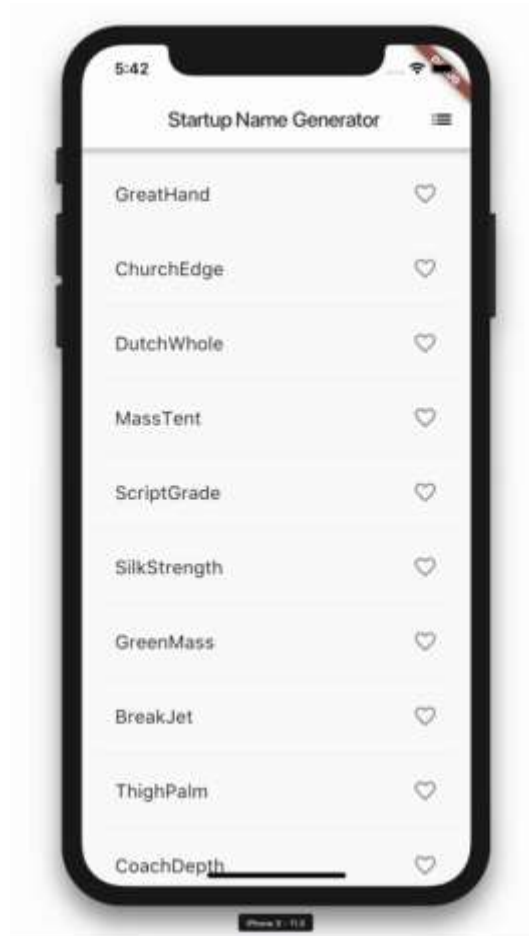 5:42
Startup Name Generator
GreatHand
ChurchEdge
DutchWhole
MassTent
ScriptGrade
SilkStrength
GreenMass
BreakJet
ThighPalm
CoachDepth